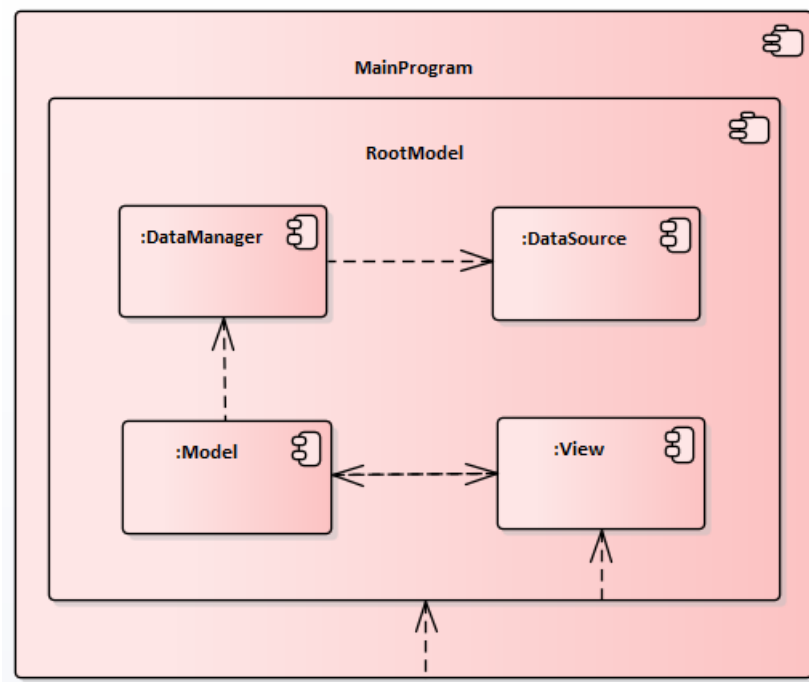 MainProgram
RootModel
:DataManager
:DataSource
:Model
:View